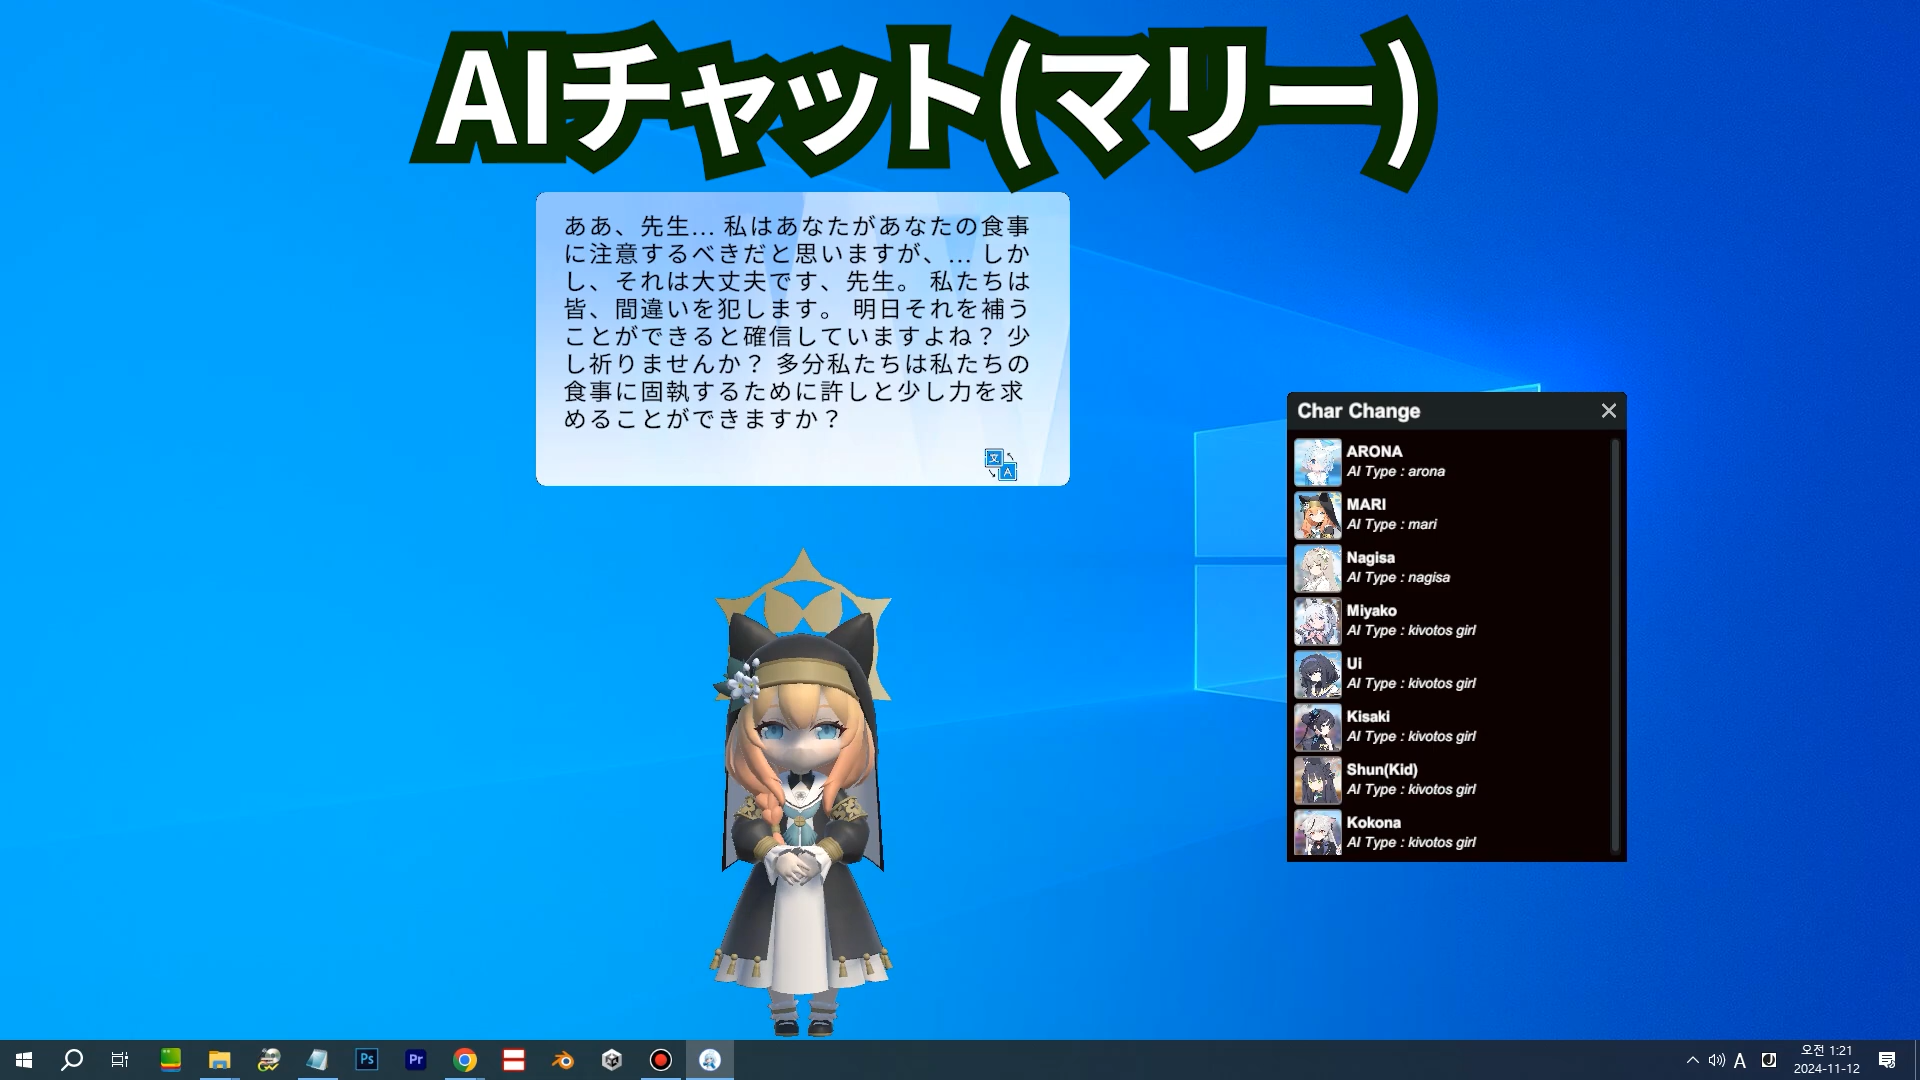 AIチャット(マリー)
ああ、先生... 私はあなたがあなたの食事
に注意するべきだと思いますが、... しか
し、それは大丈夫です、先生。 私たちは
皆、間違いを犯します。 明日それを補う
ことができると確信していますよね？ 少
し祈りませんか？ 多分私たちは私たちの
食事に固執するために許しと少し力を求
めることができますか？
文
A
Char Change
ARONA
AI Type : arona
MARI
AI Type : mari
Nagisa
AI Type : nagisa
Miyako
AI Type : kivotos girl
Ui
AI Type : kivotos girl
Kisaki
AI Type : kivotos girl
Shun(Kid)
AI Type : kivotos girl
Kokona
AI Type : kivotos girl
Ps
Pr
A
오전 1:21
2024-11-12